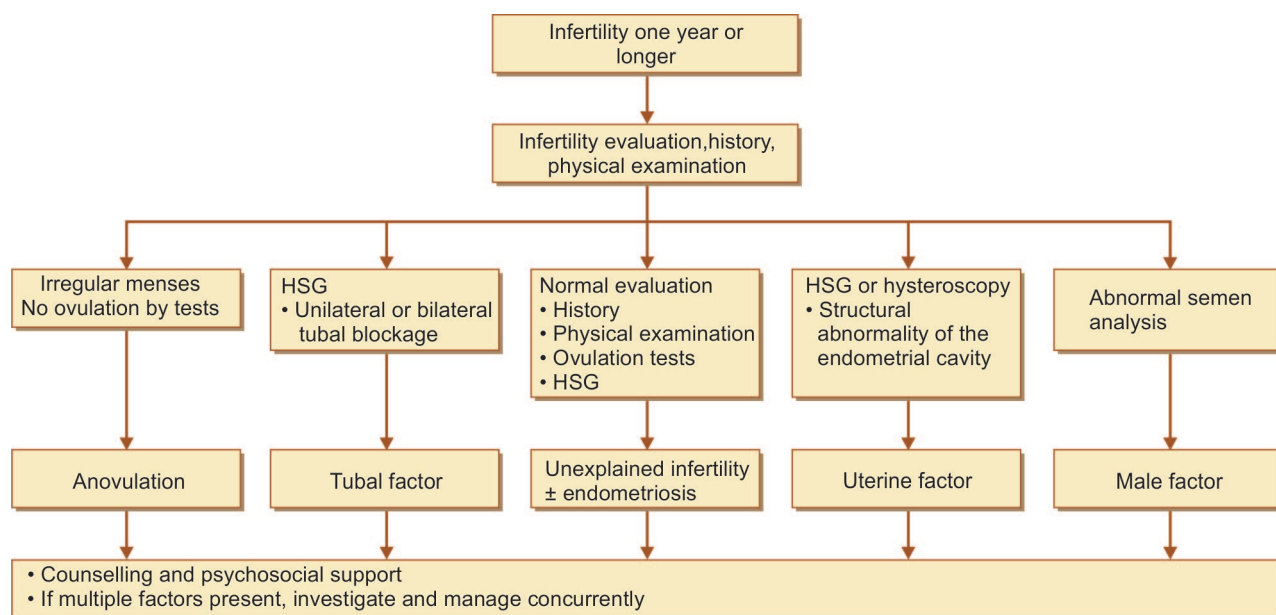 Infertility one year or
longer
Infertility evaluation,history,
physical examination
Irregular menses
No ovulation by tests
HSG
• Unilateral or bilateral
tubal blockage
Normal evaluation
• History
• Physical examination
• Ovulation tests
• HSG
HSG or hysteroscopy
• Structural
abnormality of the
endometrial cavity
Abnormal semen
analysis
Anovulation
Tubal factor
Unexplained infertility
± endometriosis
Uterine factor
Male factor
• Counselling and psychosocial support
• If multiple factors present, investigate and manage concurrently